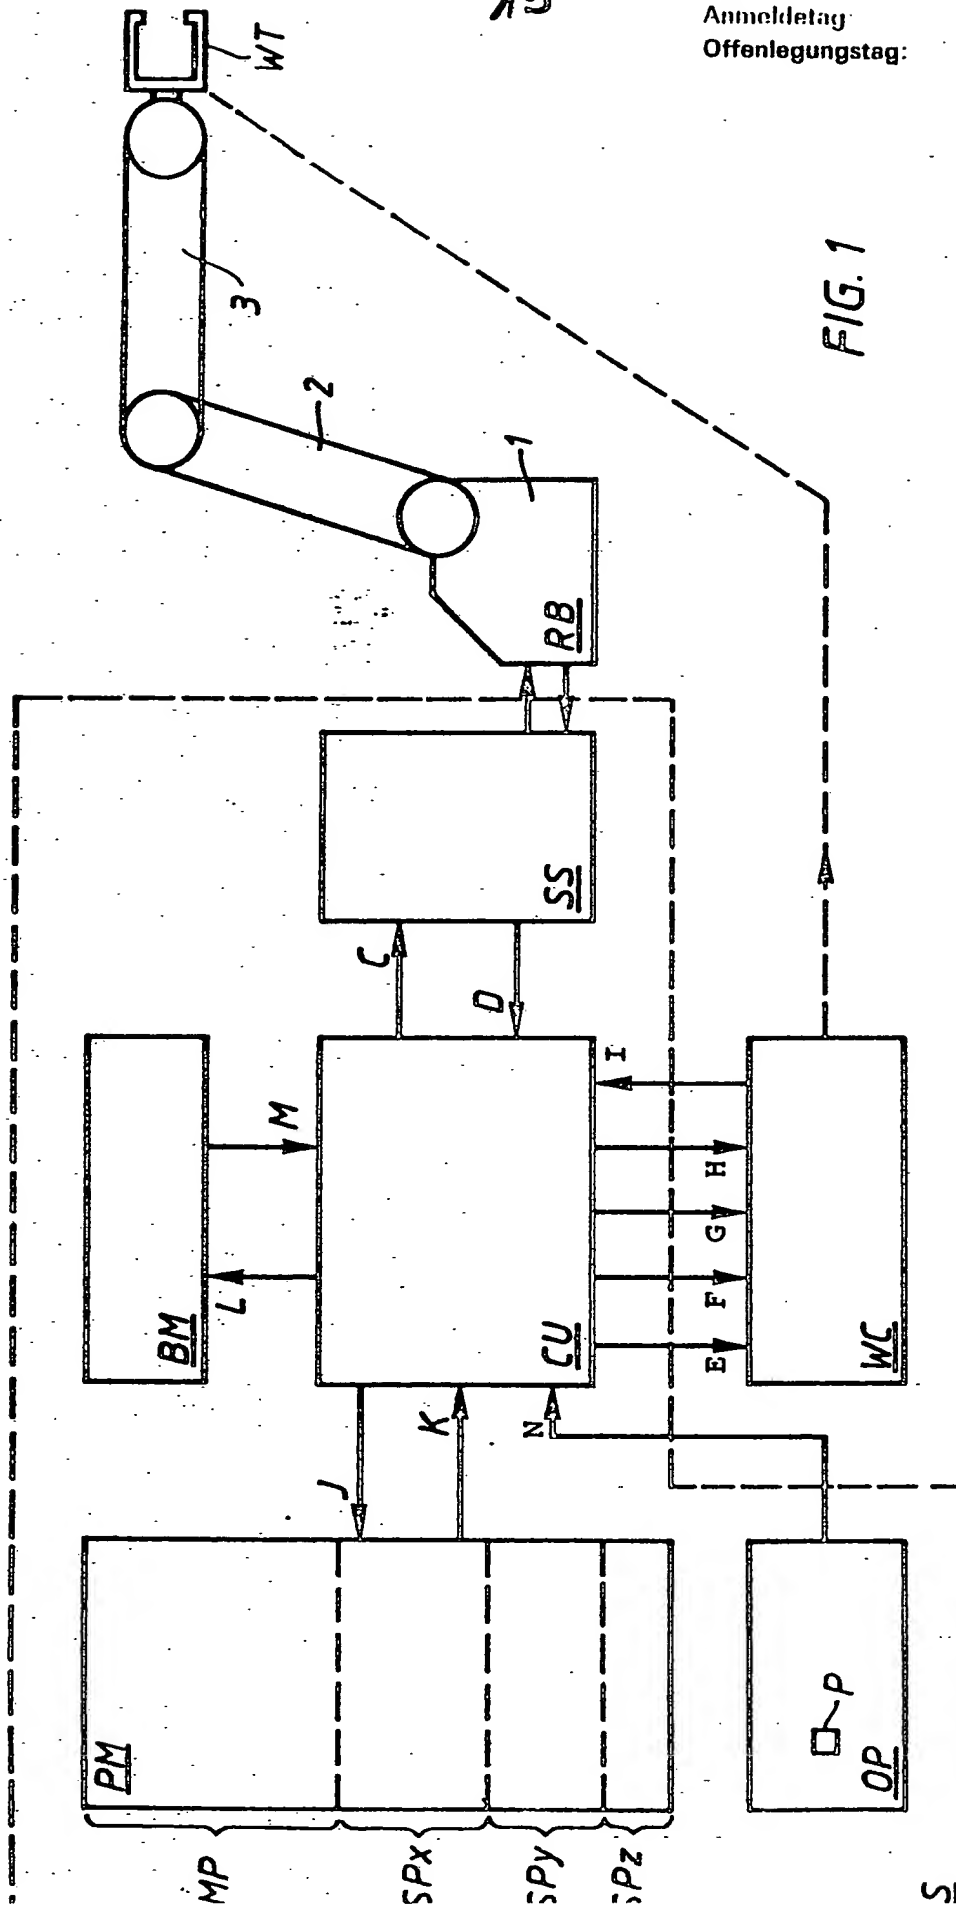 Anmeldetag
Offenlegungstag:
WT
3
2
1
RB
FIG. 1
SS
C
D
I
M
L
BM
CU
H
G
F
E
WC
J
K
N
PM
P
OP
MP
SPx
SPy
SPz
S